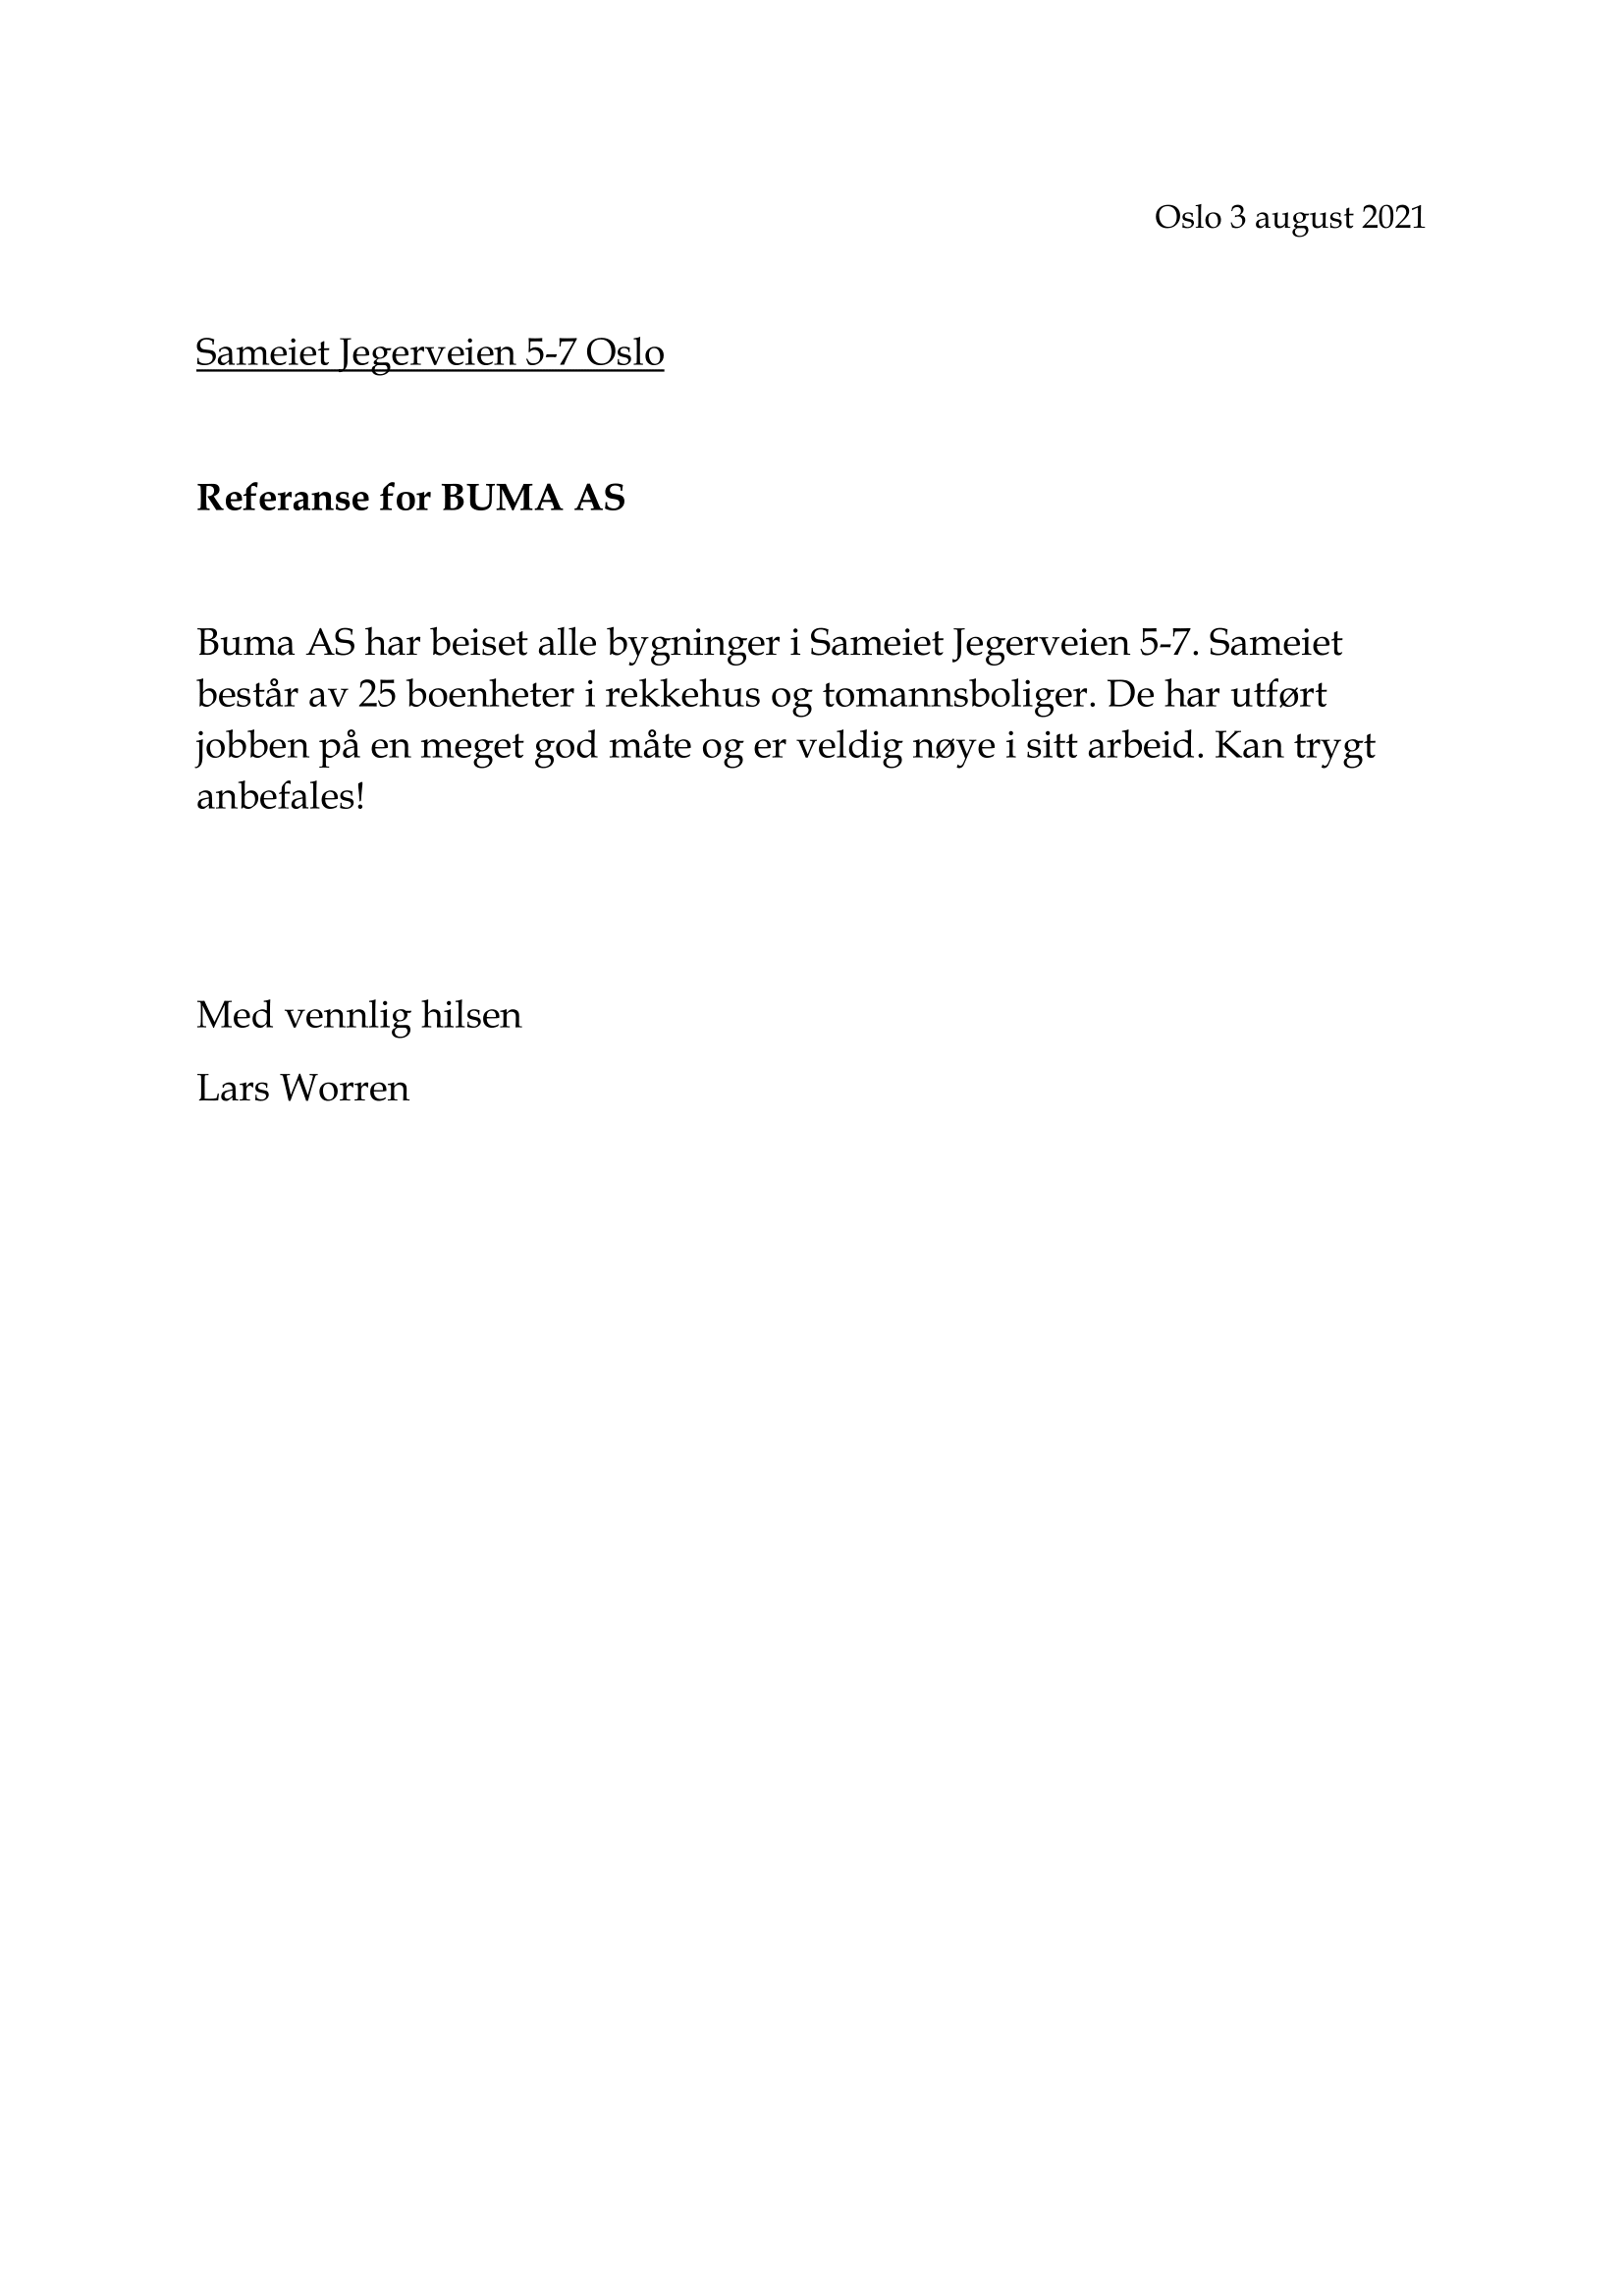 Oslo 3 august 2021
Sameiet Jegerveien 5-7 Oslo
Referanse for BUMA AS
Buma AS har beiset alle bygninger i Sameiet Jegerveien 5-7. Sameiet
består av 25 boenheter i rekkehus og tomannsboliger. De har utført
jobben på en meget god måte og er veldig nøye i sitt arbeid. Kan trygt
anbefales!
Med vennlig hilsen
Lars Worren